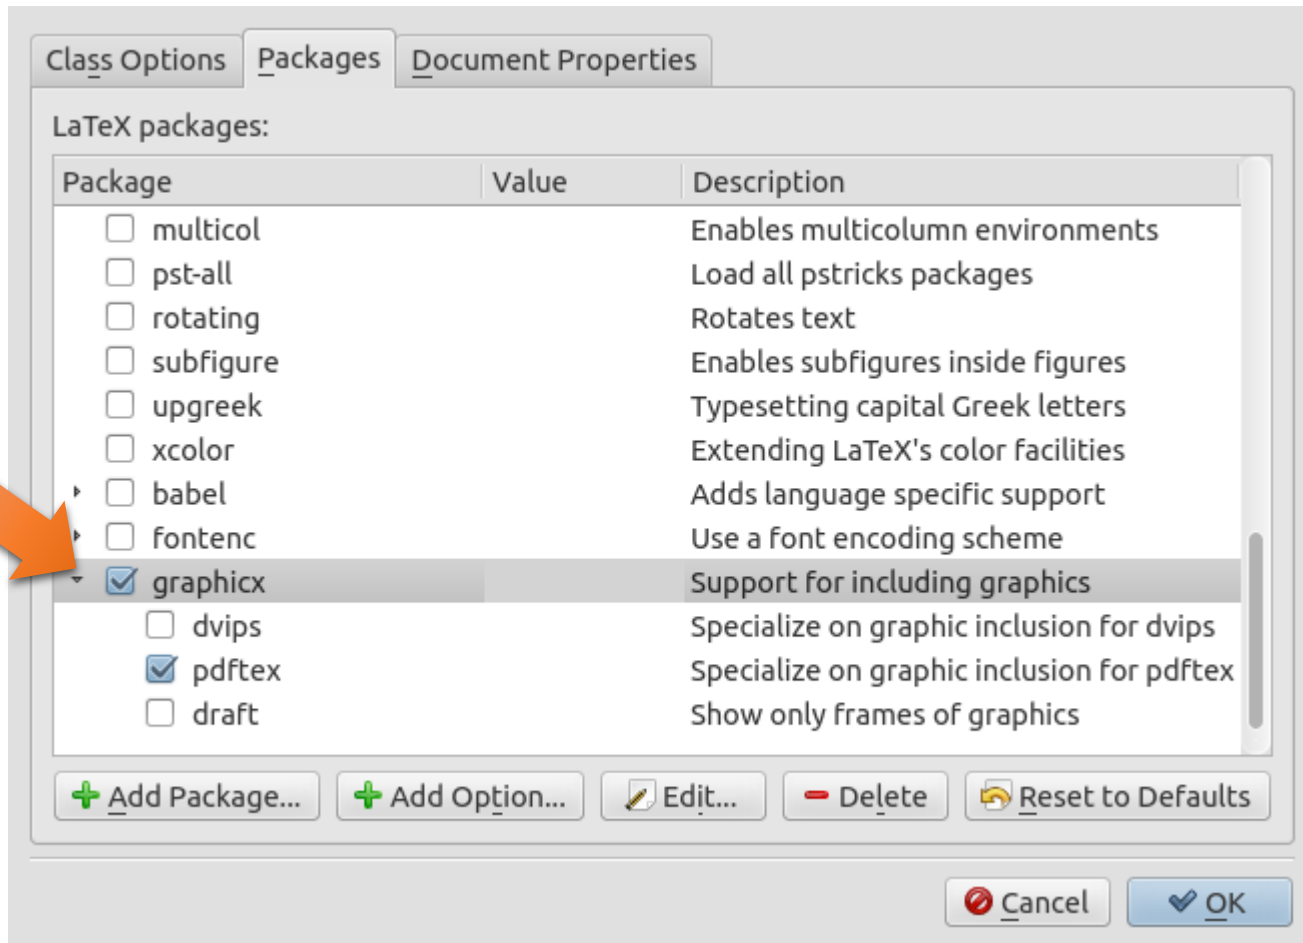 Class Options Packages Document Properties
LaTeX packages:
Package Value Description
multicol Enables multicolumn environments
pst-all Load all pstricks packages
rotating Rotates text
subfigure Enables subfigures inside figures
upgreek Typesetting capital Greek letters
xcolor Extending LaTeX's color facilities
babel Adds language specific support
fontenc Use a font encoding scheme
graphicx Support for including graphics
dvips Specialize on graphic inclusion for dvips
pdftex Specialize on graphic inclusion for pdftex
draft Show only frames of graphics
Add Package... Add Option... Edit... Delete Reset to Defaults
Cancel OK